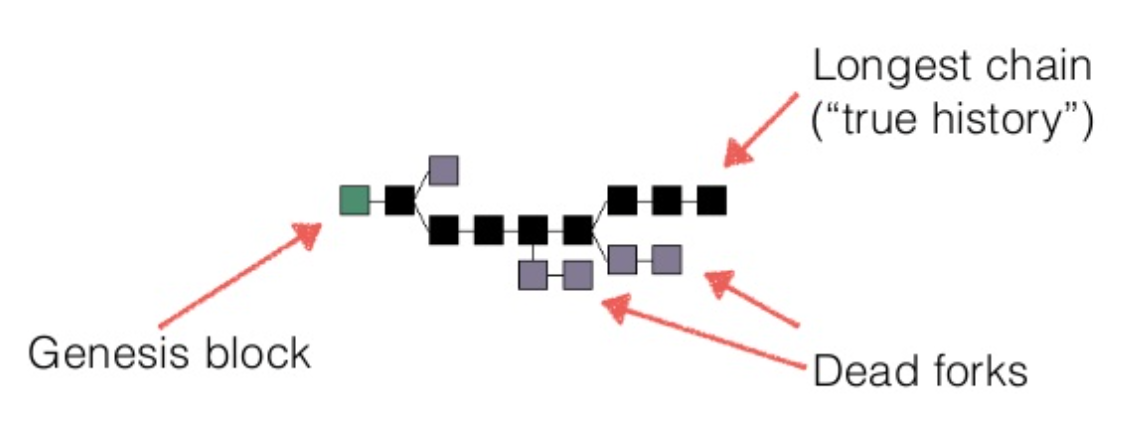 Longest chain
(“true history”)
Genesis block
Dead forks